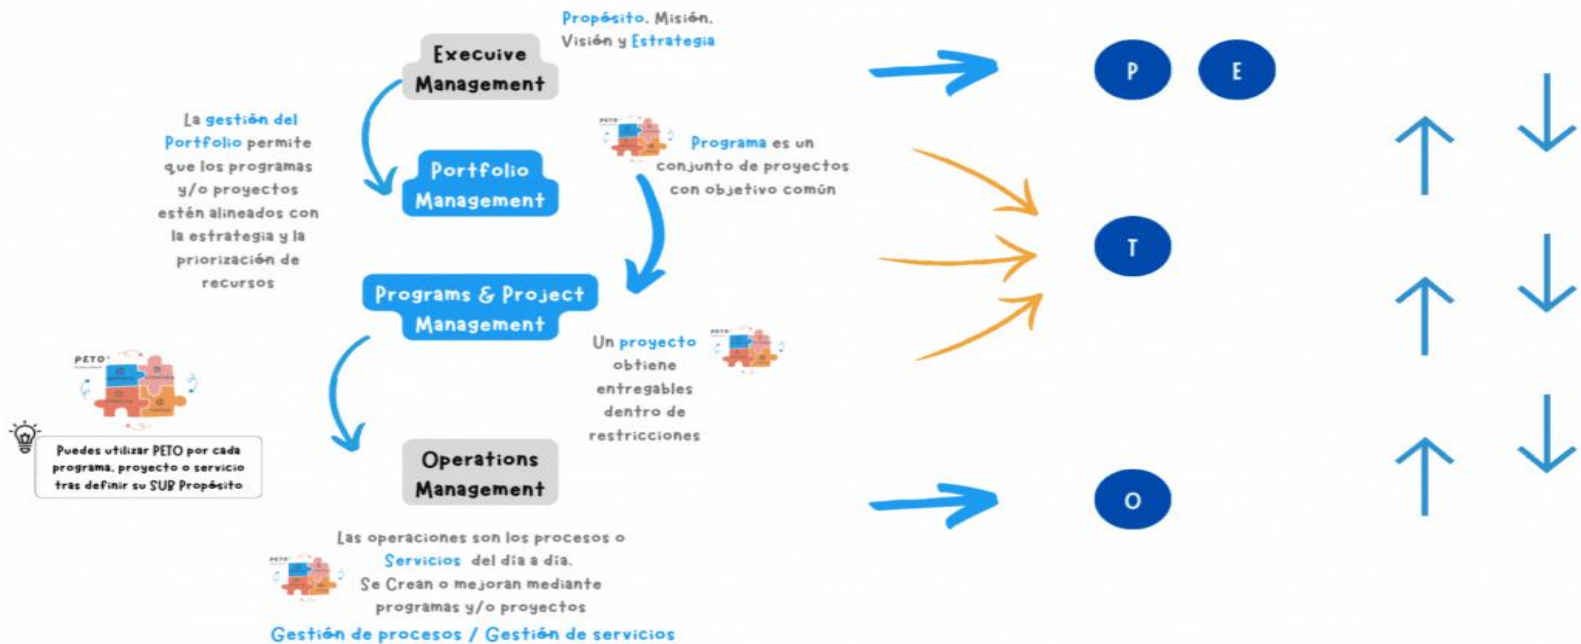 Propósito. Misión.
Visión y Estrategia
Execuive
Management
P
E
La gestión del
Portfolio permite
que los programas
y/o proyectos
estén alineados con
la estrategia y la
priorización de
recursos
PETO
Programa es un
conjunto de proyectos
con objetivo común
Portfolio
Management
T
Programs & Project
Management
Un proyecto
obtiene
entregables
dentro de
restricciones
PETO
PETO
Puedes utilizar PETO por cada
programa, proyecto o servicio
tras definir su SUB Propósito
Operations
Management
O
Las operaciones son los procesos o
Servicios del día a día.
Se Crean o mejoran mediante
programas y/o proyectos
PETO
Gestión de procesos / Gestión de servicios